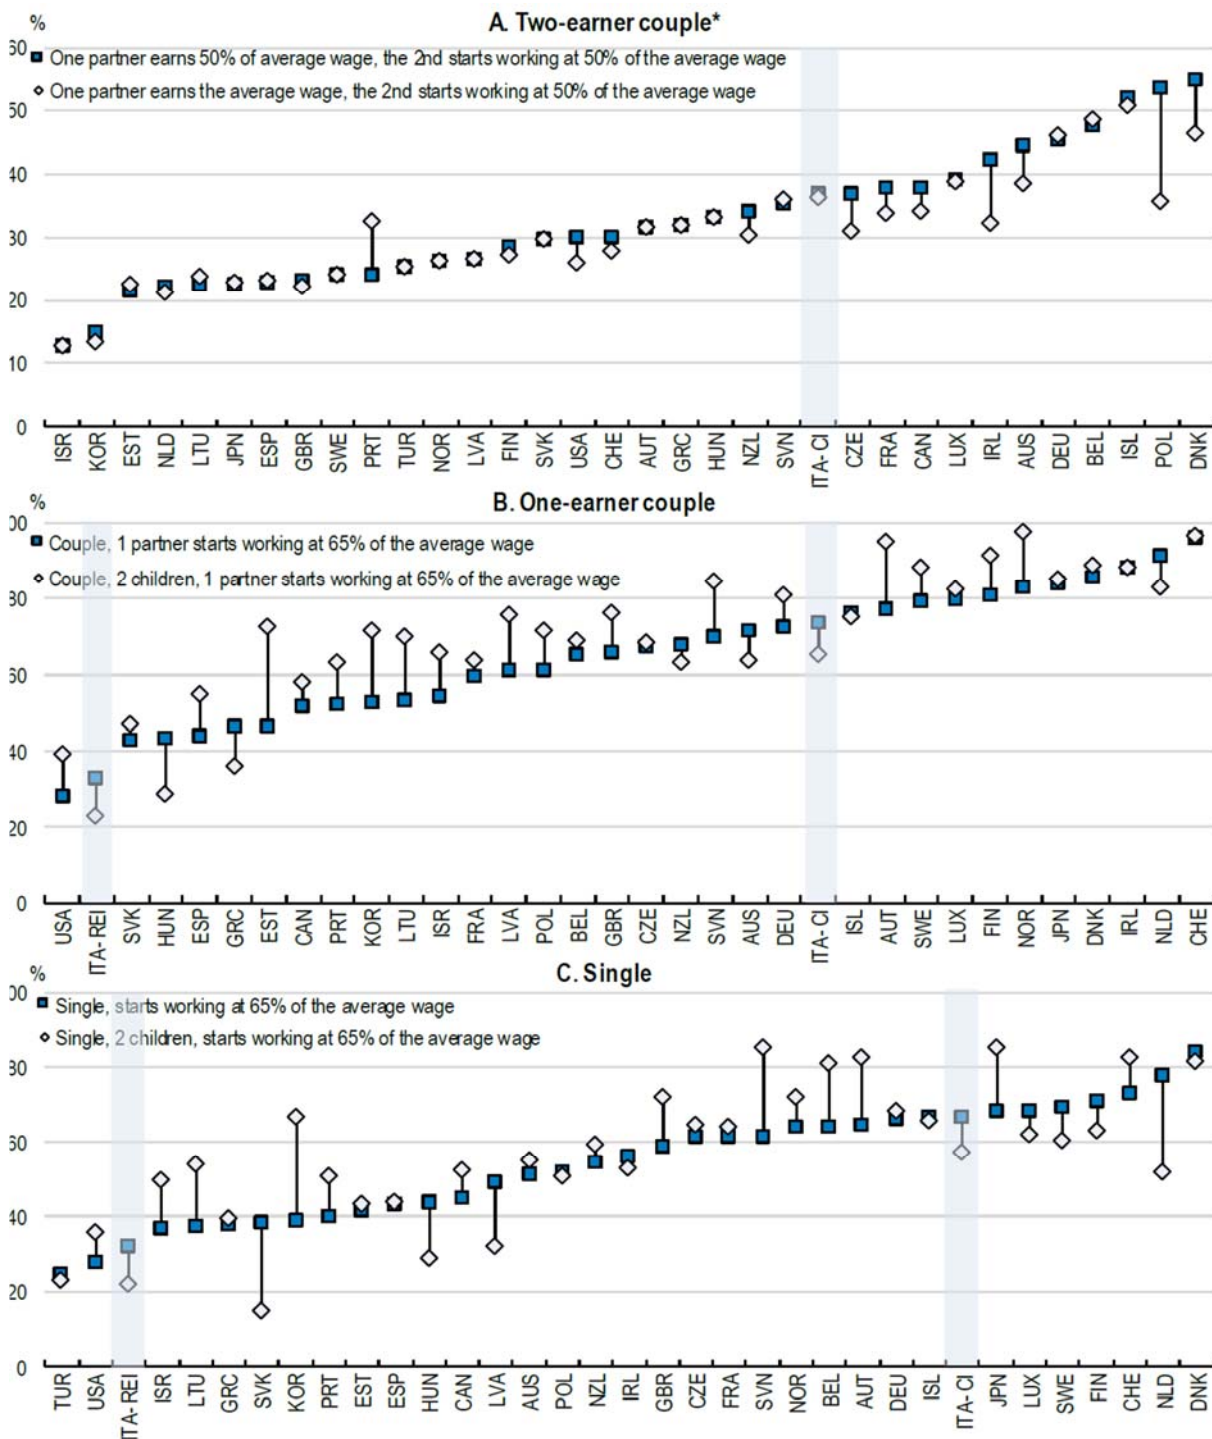 A. Two-earner couple*
%
60
One partner earns 50% of average wage, the 2nd starts working at 50% of the average wage
One partner earns the average wage, the 2nd starts working at 50% of the average wage
50
40
30
20
10
0
ISR KOR EST NLD LTU JPN ESP GBR SWE PRT TUR NOR LVA FIN SVK USA CHE AUT GRC HUN NZL SVN ITA- CI CZE FRA CAN LUX IRL AUS DEU BEL ISL POL DNK
B. One-earner couple
%
00
Couple, 1 partner starts working at 65% of the average wage
Couple, 2 children, 1 partner starts working at 65% of the average wage
80
60
40
20
0
USA ITA- REI SVK HUN ESP GRC EST CAN PRT KOR LTU ISR FRA LVA POL BEL GBR CZE NZL SVN AUS DEU ITA- CI ISL AUT SWE LUX FIN NOR JPN DNK IRL NLD CHE
C. Single
%
00
Single, starts working at 65% of the average wage
Single, 2 children, starts working at 65% of the average wage
80
60
40
20
0
TUR USA ITA- REI ISR LTU GRC SVK KOR PRT EST ESP HUN CAN LVA AUS POL NZL IRL GBR CZE FRA SVN NOR BEL AUT DEU ISL ITA- CI JPN LUX SWE FIN CHE NLD DNK